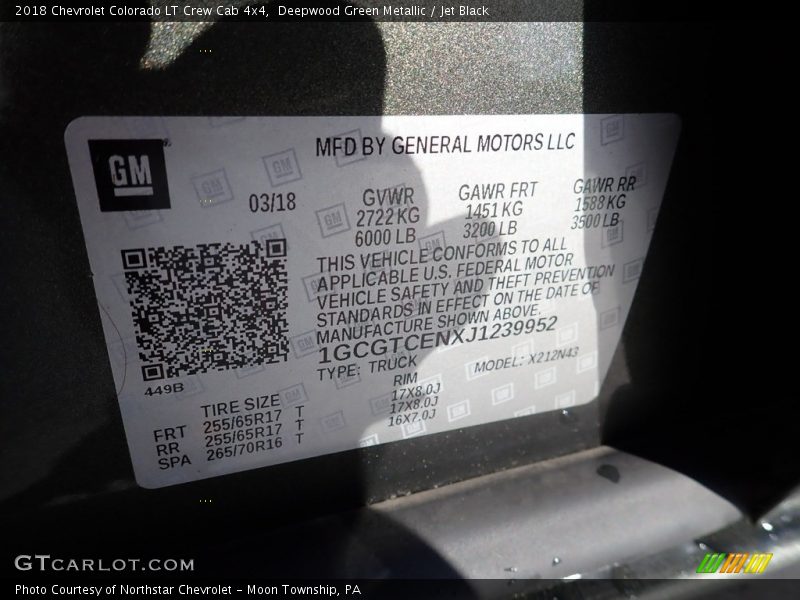 2018 Chevrolet Colorado LT Crew Cab 4x4, Deepwood Green Metallic / Jet Black
GM
MFD BY GENERAL MOTORS LLC
03/18
GVWR GAWR FRT GAWR RR
2722 KG 1451 KG 1588 KG
6000 LB 3200 LB 3500 LB
THIS VEHICLE CONFORMS TO ALL
APPLICABLE U.S. FEDERAL MOTOR
VEHICLE SAFETY AND THEFT PREVENTION
STANDARDS IN EFFECT ON THE DATE OF
MANUFACTURE SHOWN ABOVE.
1GCGTCENXJ1239952
TYPE: TRUCK MODEL: X212N43
449B
TIRE SIZE RIM
FRT 255/65R17 T 17X8.0J
RR 255/65R17 T 17X8.0J
SPA 265/70R16 T 16X7.0J
GTCARLOT.COM
Photo Courtesy of Northstar Chevrolet - Moon Township, PA